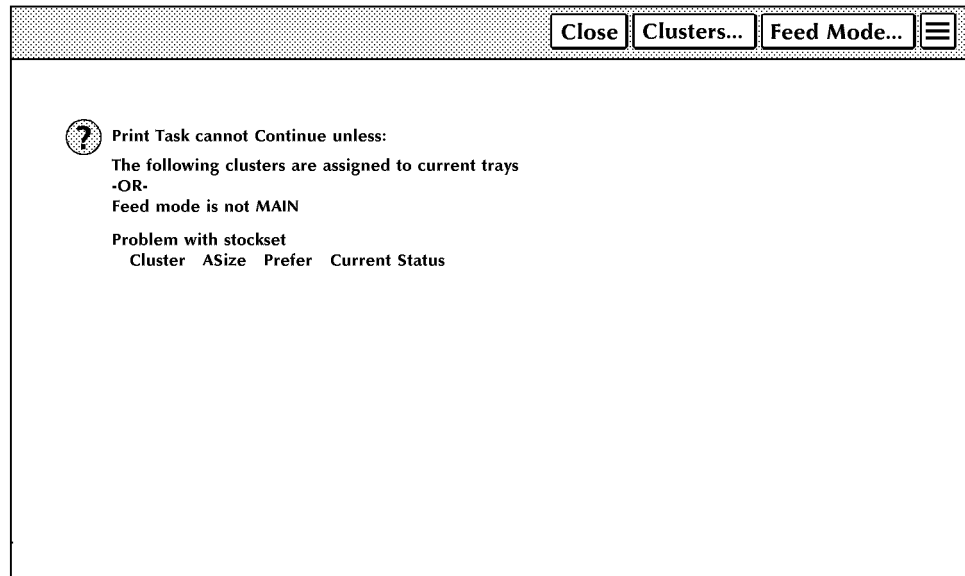 Close Clusters... Feed Mode...
? Print Task cannot Continue unless:
The following clusters are assigned to current trays
-OR-
Feed mode is not MAIN
Problem with stockset
Cluster ASize Prefer Current Status